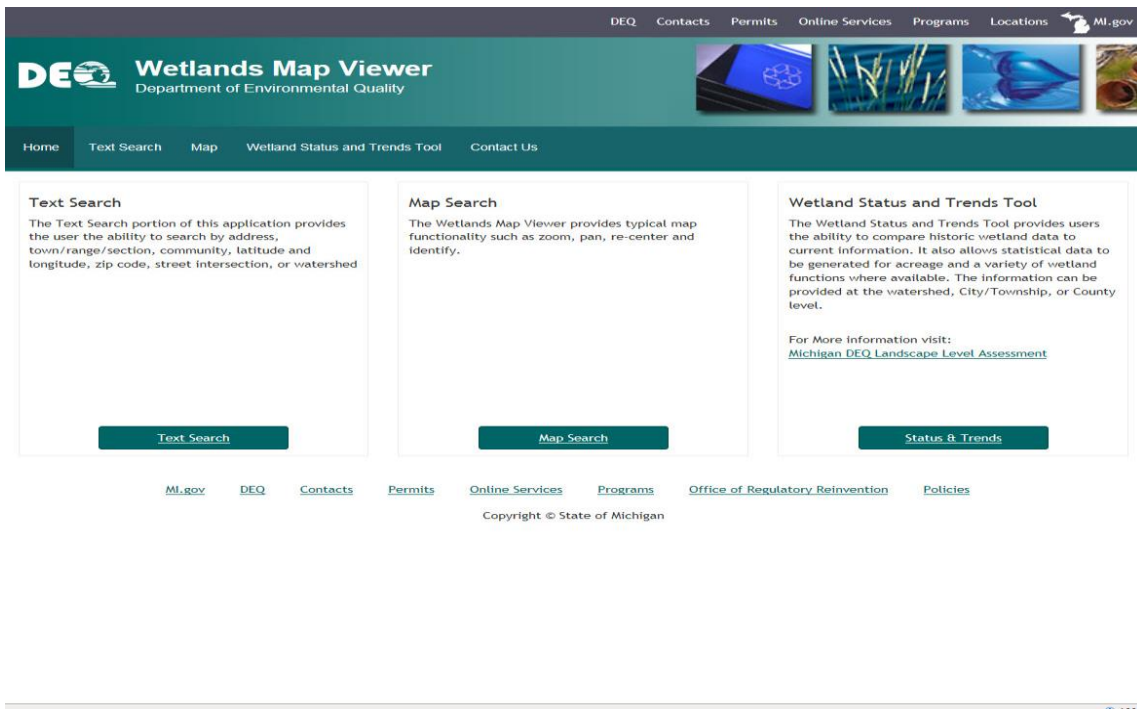 DEQ Contacts Permits Online Services Programs Locations MI.gov
DEQ
Wetlands Map Viewer
Department of Environmental Quality
Home Text Search Map Wetland Status and Trends Tool Contact Us
Text Search
The Text Search portion of this application provides
the user the ability to search by address,
town/range/section, community, latitude and
longitude, zip code, street intersection, or watershed
Text Search
Map Search
The Wetlands Map Viewer provides typical map
functionality such as zoom, pan, re-center and
identify.
Map Search
Wetland Status and Trends Tool
The Wetland Status and Trends Tool provides users
the ability to compare historic wetland data to
current information. It also allows statistical data to
be generated for acreage and a variety of wetland
functions where available. The information can be
provided at the watershed, City/Township, or County
level.
For More information visit:
Michigan DEQ Landscape Level Assessment
Status & Trends
MI.gov DEQ Contacts Permits Online Services Programs Office of Regulatory Reinvention Policies
Copyright © State of Michigan